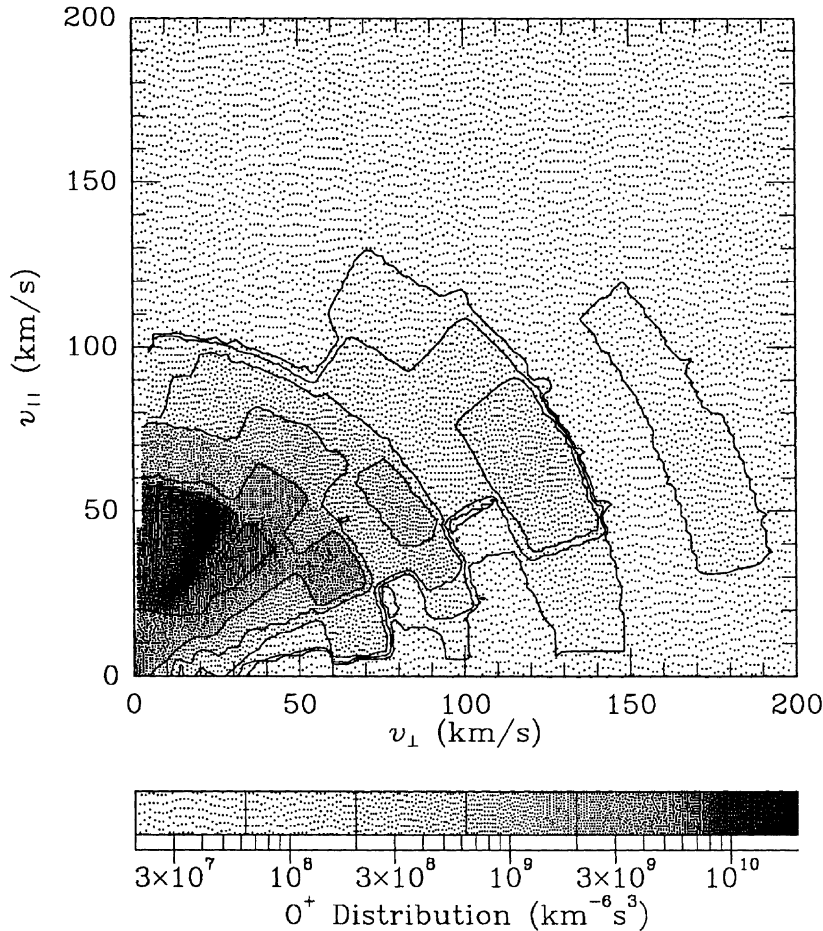 200
150
100
50
0
v|| (km/s)
0 50 100 150 200
v⊥ (km/s)
3×10⁷ 10⁸ 3×10⁸ 10⁹ 3×10⁹ 10¹⁰
O⁺ Distribution (km⁻⁶s³)